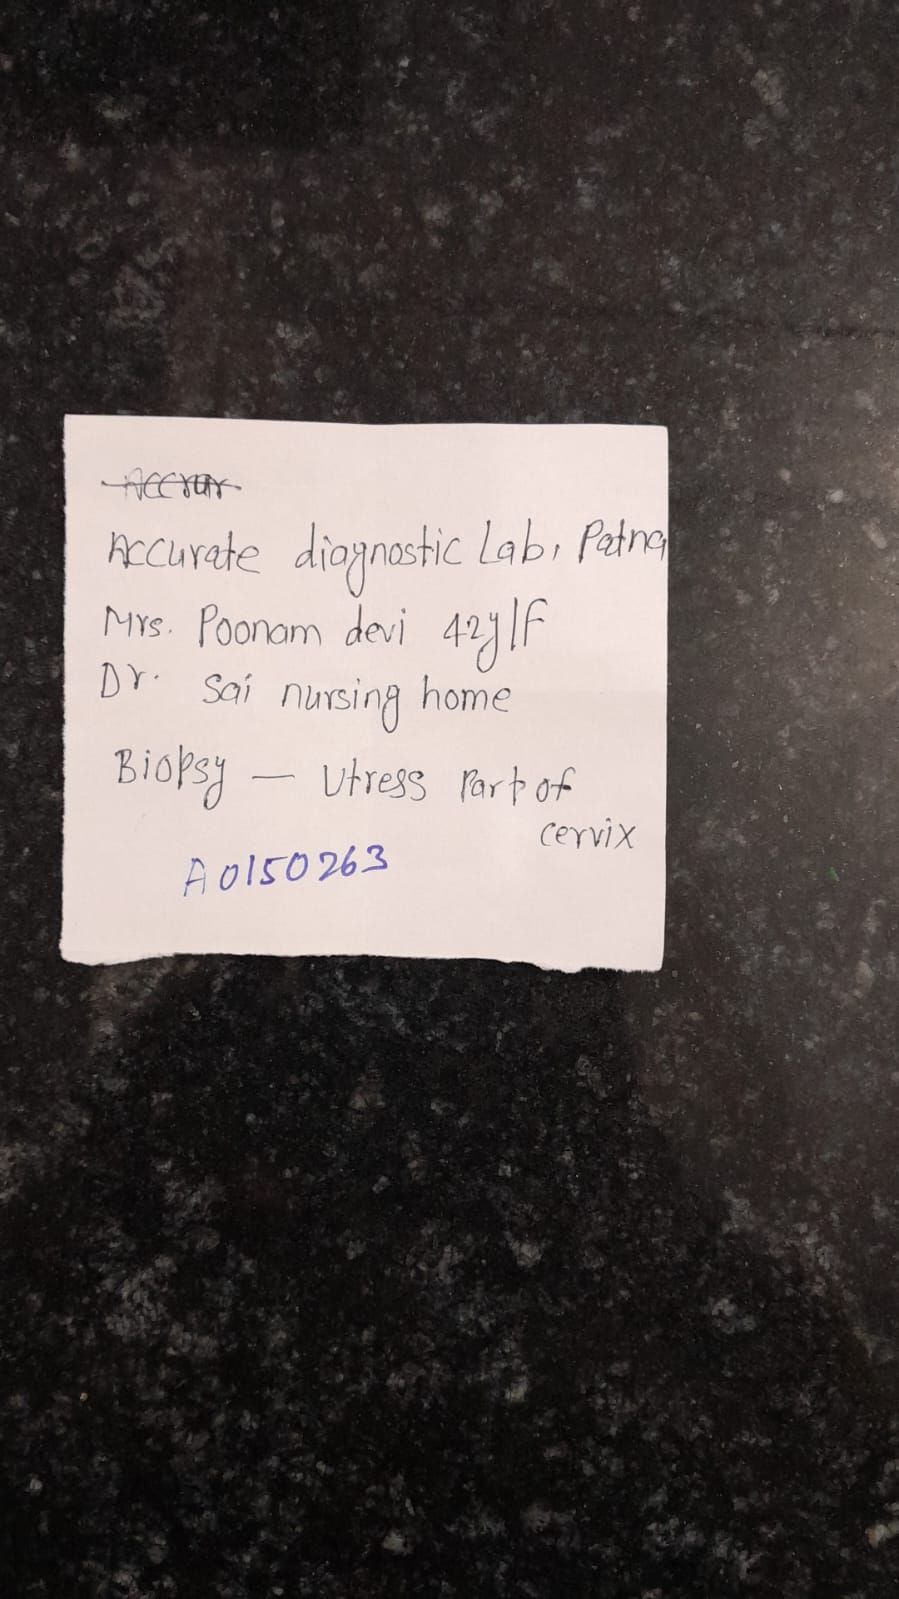 Accurate diagnostic Lab, Patna
Mrs. Poonam devi 42y/F
Dr. Sai nursing home
Biopsy — Utress Part of
cervix
A0150263